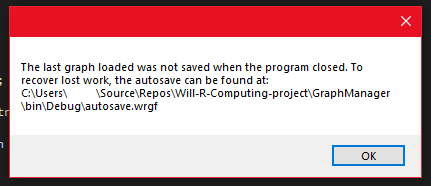 The last graph loaded was not saved when the program closed. To
recover lost work, the autosave can be found at:
C:\Users\ \Source\Repos\Will-R-Computing-project\GraphManager
\bin\Debug\autosave.wrgf
OK